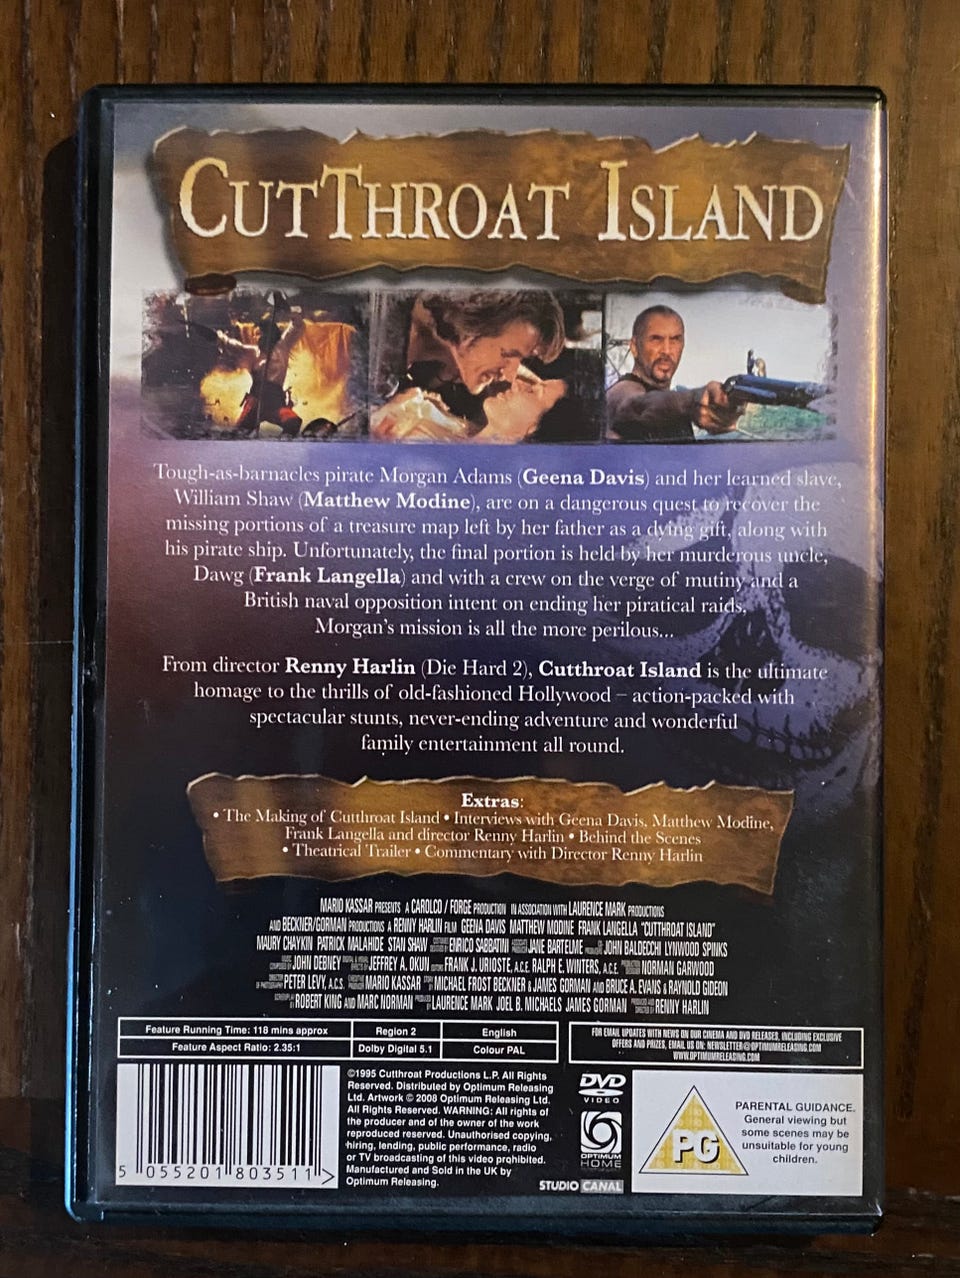 CUTTHROAT ISLAND
Tough-as-barnacles pirate Morgan Adams (Geena Davis) and her learned slave,
William Shaw (Matthew Modine), are on a dangerous quest to recover the
missing portions of a treasure map left by her father as a dying gift, along with
his pirate ship. Unfortunately, the final portion is held by her murderous uncle,
Dawg (Frank Langella) and with a crew on the verge of mutiny and a
British naval opposition intent on ending her piratical raids,
Morgan's mission is all the more perilous...
From director Renny Harlin (Die Hard 2), Cutthroat Island is the ultimate
homage to the thrills of old-fashioned Hollywood – action-packed with
spectacular stunts, never-ending adventure and wonderful
family entertainment all round.
Extras:
• The Making of Cutthroat Island • Interviews with Geena Davis, Matthew Modine,
Frank Langella and director Renny Harlin • Behind the Scenes
• Theatrical Trailer • Commentary with Director Renny Harlin
MARIO KASSAR PRESENTS A CAROLCO / FORGE PRODUCTION IN ASSOCIATION WITH LAURENCE MARK PRODUCTIONS
AND BECKNER/GORMAN PRODUCTIONS A RENNY HARLIN FILM GEENA DAVIS MATTHEW MODINE FRANK LANGELLA "CUTTHROAT ISLAND"
MAURY CHAYKIN PATRICK MALAHIDE STAN SHAW ENRICO SABBATINI JANE BARTELME JOHN BALDECCHI LYNWOOD SPINKS
JOHN DEBNEY JEFFREY A. OKUN FRANK J. URIOSTE, A.C.E. RALPH E. WINTERS, A.C.E. NORMAN GARWOOD
PETER LEVY, A.C.S. MARIO KASSAR MICHAEL FROST BECKNER & JAMES GORMAN AND BRUCE A. EVANS & RAYNOLD GIDEON
ROBERT KING AND MARC NORMAN LAURENCE MARK JOEL B. MICHAELS JAMES GORMAN RENNY HARLIN
Feature Running Time: 118 mins approx Region 2 English
Feature Aspect Ratio: 2.35:1 Dolby Digital 5.1 Colour PAL
FOR EMAIL UPDATES WITH NEWS ON OUR CINEMA AND DVD RELEASES, INCLUDING EXCLUSIVE
OFFERS AND PRIZES, EMAIL US ON: NEWSLETTER@OPTIMUMRELEASING.COM
WWW.OPTIMUMRELEASING.COM
5 055201 803511 >
©1995 Cutthroat Productions L.P. All Rights
Reserved. Distributed by Optimum Releasing
Ltd. Artwork © 2008 Optimum Releasing Ltd.
All Rights Reserved. WARNING: All rights of
the producer and of the owner of the work
reproduced reserved. Unauthorised copying,
hiring, lending, public performance, radio
or TV broadcasting of this video prohibited.
Manufactured and Sold in the UK by
Optimum Releasing.
DVD
VIDEO
OPTIMUM
HOME
STUDIO CANAL
PG
PARENTAL GUIDANCE.
General viewing but
some scenes may be
unsuitable for young
children.